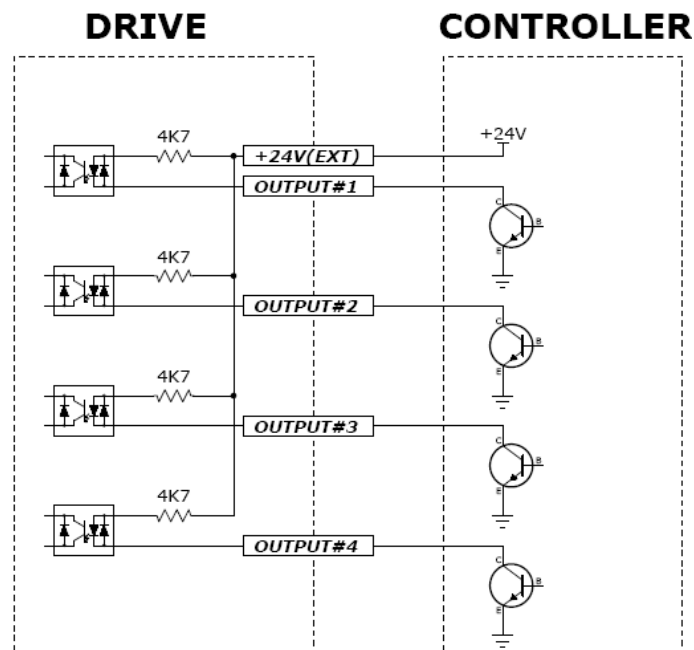 DRIVE CONTROLLER
4K7 +24V(EXT) +24V
OUTPUT#1
C
B
E
4K7
OUTPUT#2
C
B
E
4K7
OUTPUT#3
C
B
E
4K7
OUTPUT#4
C
B
E